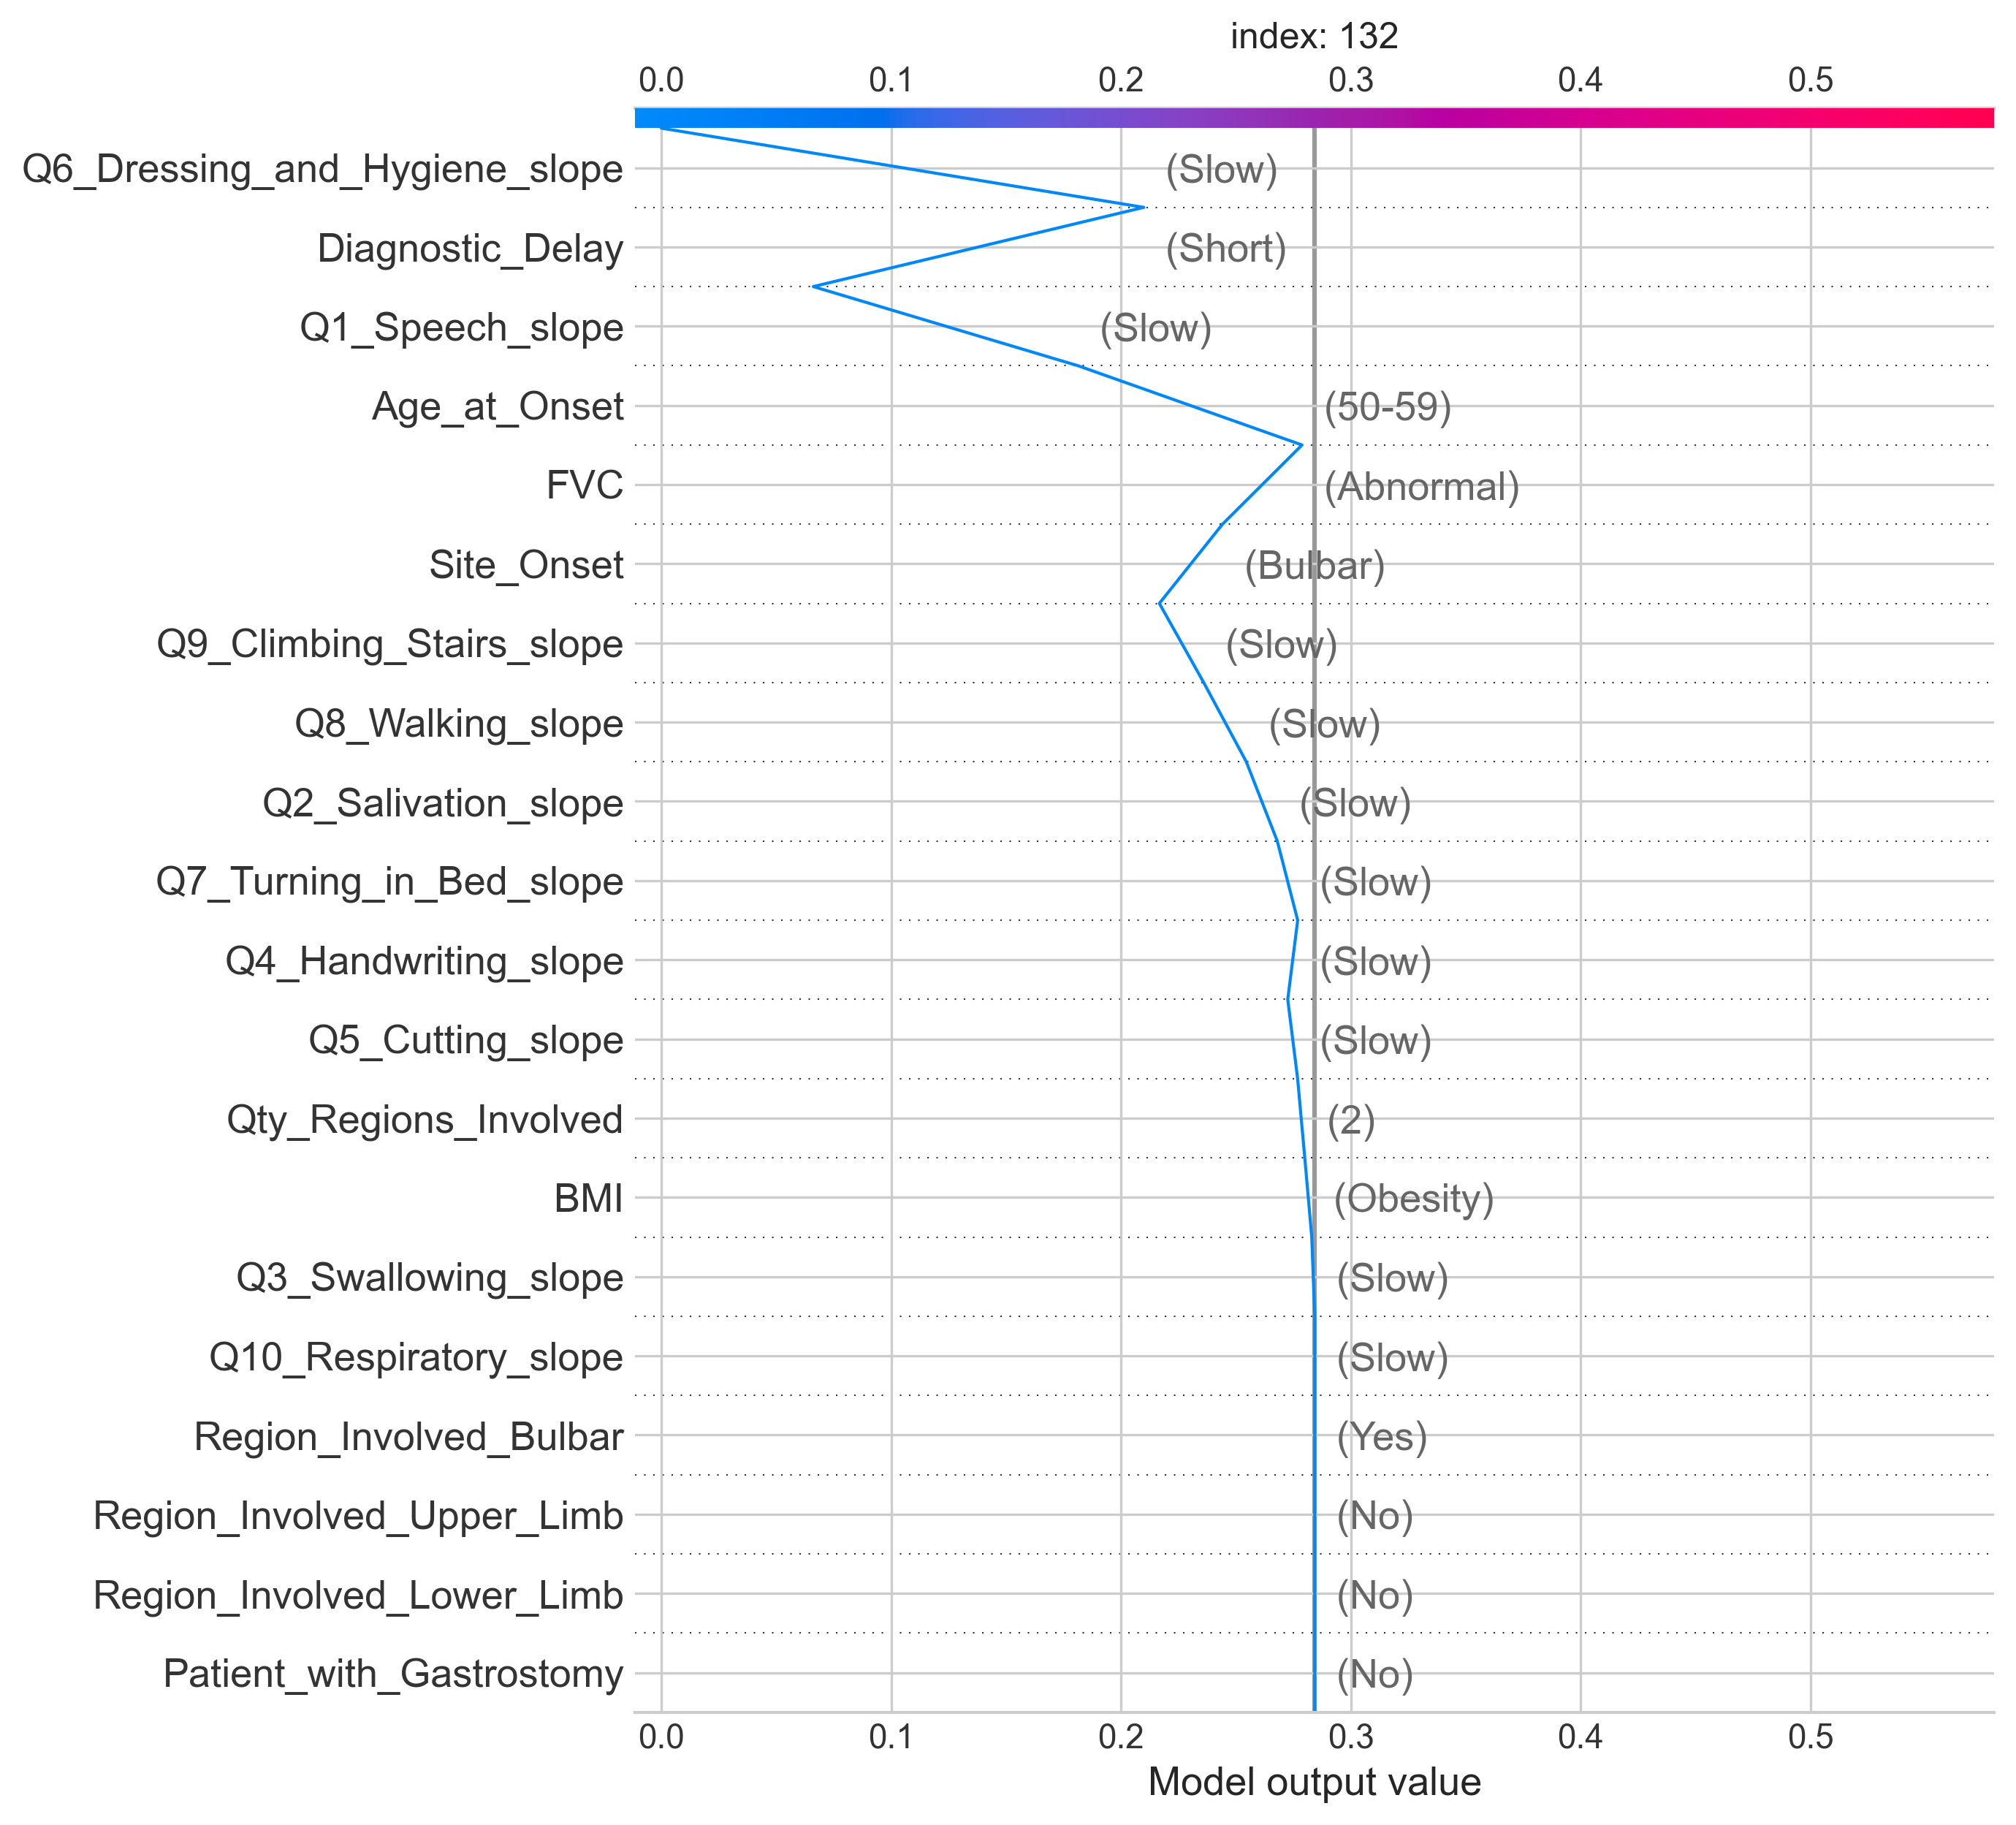 index: 132
0.0 0.1 0.2 0.3 0.4 0.5
Q6_Dressing_and_Hygiene_slope (Slow)
Diagnostic_Delay (Short)
Q1_Speech_slope (Slow)
Age_at_Onset (50-59)
FVC (Abnormal)
Site_Onset (Bulbar)
Q9_Climbing_Stairs_slope (Slow)
Q8_Walking_slope (Slow)
Q2_Salivation_slope (Slow)
Q7_Turning_in_Bed_slope (Slow)
Q4_Handwriting_slope (Slow)
Q5_Cutting_slope (Slow)
Qty_Regions_Involved (2)
BMI (Obesity)
Q3_Swallowing_slope (Slow)
Q10_Respiratory_slope (Slow)
Region_Involved_Bulbar (Yes)
Region_Involved_Upper_Limb (No)
Region_Involved_Lower_Limb (No)
Patient_with_Gastrostomy (No)
0.0 0.1 0.2 0.3 0.4 0.5
Model output value